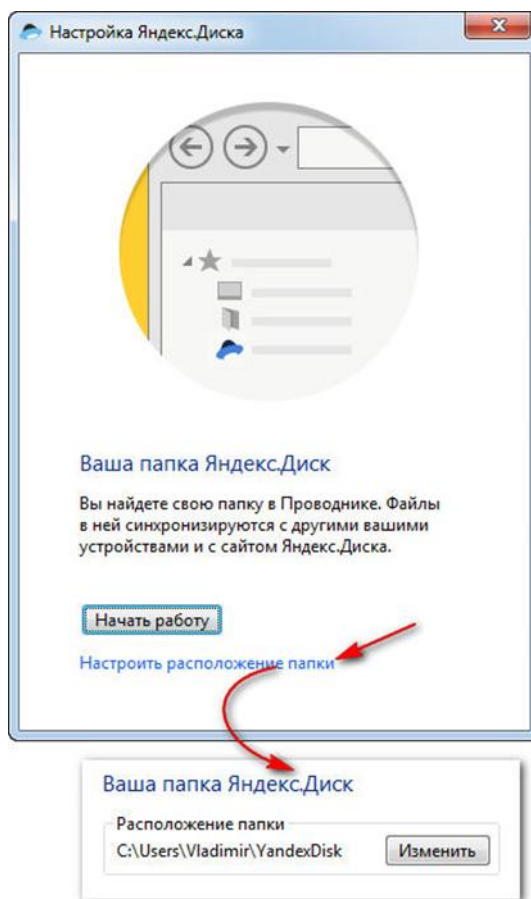 Настройка Яндекс.Диска
Ваша папка Яндекс.Диск
Вы найдете свою папку в Проводнике. Файлы
в ней синхронизируются с другими вашими
устройствами и с сайтом Яндекс.Диска.
Начать работу
Настроить расположение папки
Ваша папка Яндекс.Диск
Расположение папки
C:\Users\Vladimir\YandexDisk Изменить